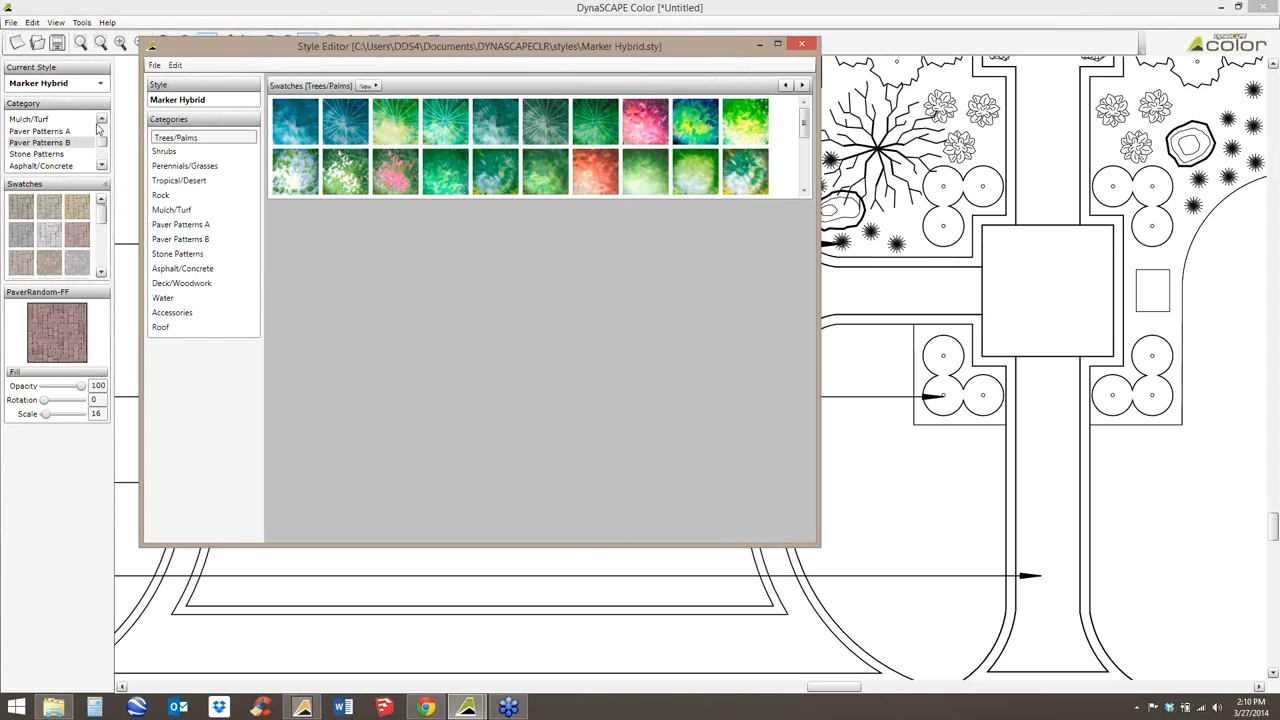 DynaSCAPE Color [*Untitled]
File Edit View Tools Help
DynaSCAPE
color
Current Style
Marker Hybrid
Category
Mulch/Turf
Paver Patterns A
Paver Patterns B
Stone Patterns
Asphalt/Concrete
Swatches
PaverRandom-FF
Fill
Opacity 100
Rotation 0
Scale 16
Style Editor [C:\Users\DDS4\Documents\DYNASCAPECLR\styles\Marker Hybrid.sty]
File Edit
Style
Marker Hybrid
Categories
Trees/Palms
Shrubs
Perennials/Grasses
Tropical/Desert
Rock
Mulch/Turf
Paver Patterns A
Paver Patterns B
Stone Patterns
Asphalt/Concrete
Deck/Woodwork
Water
Accessories
Roof
Swatches [Trees/Palms] New
2:10 PM
3/27/2014